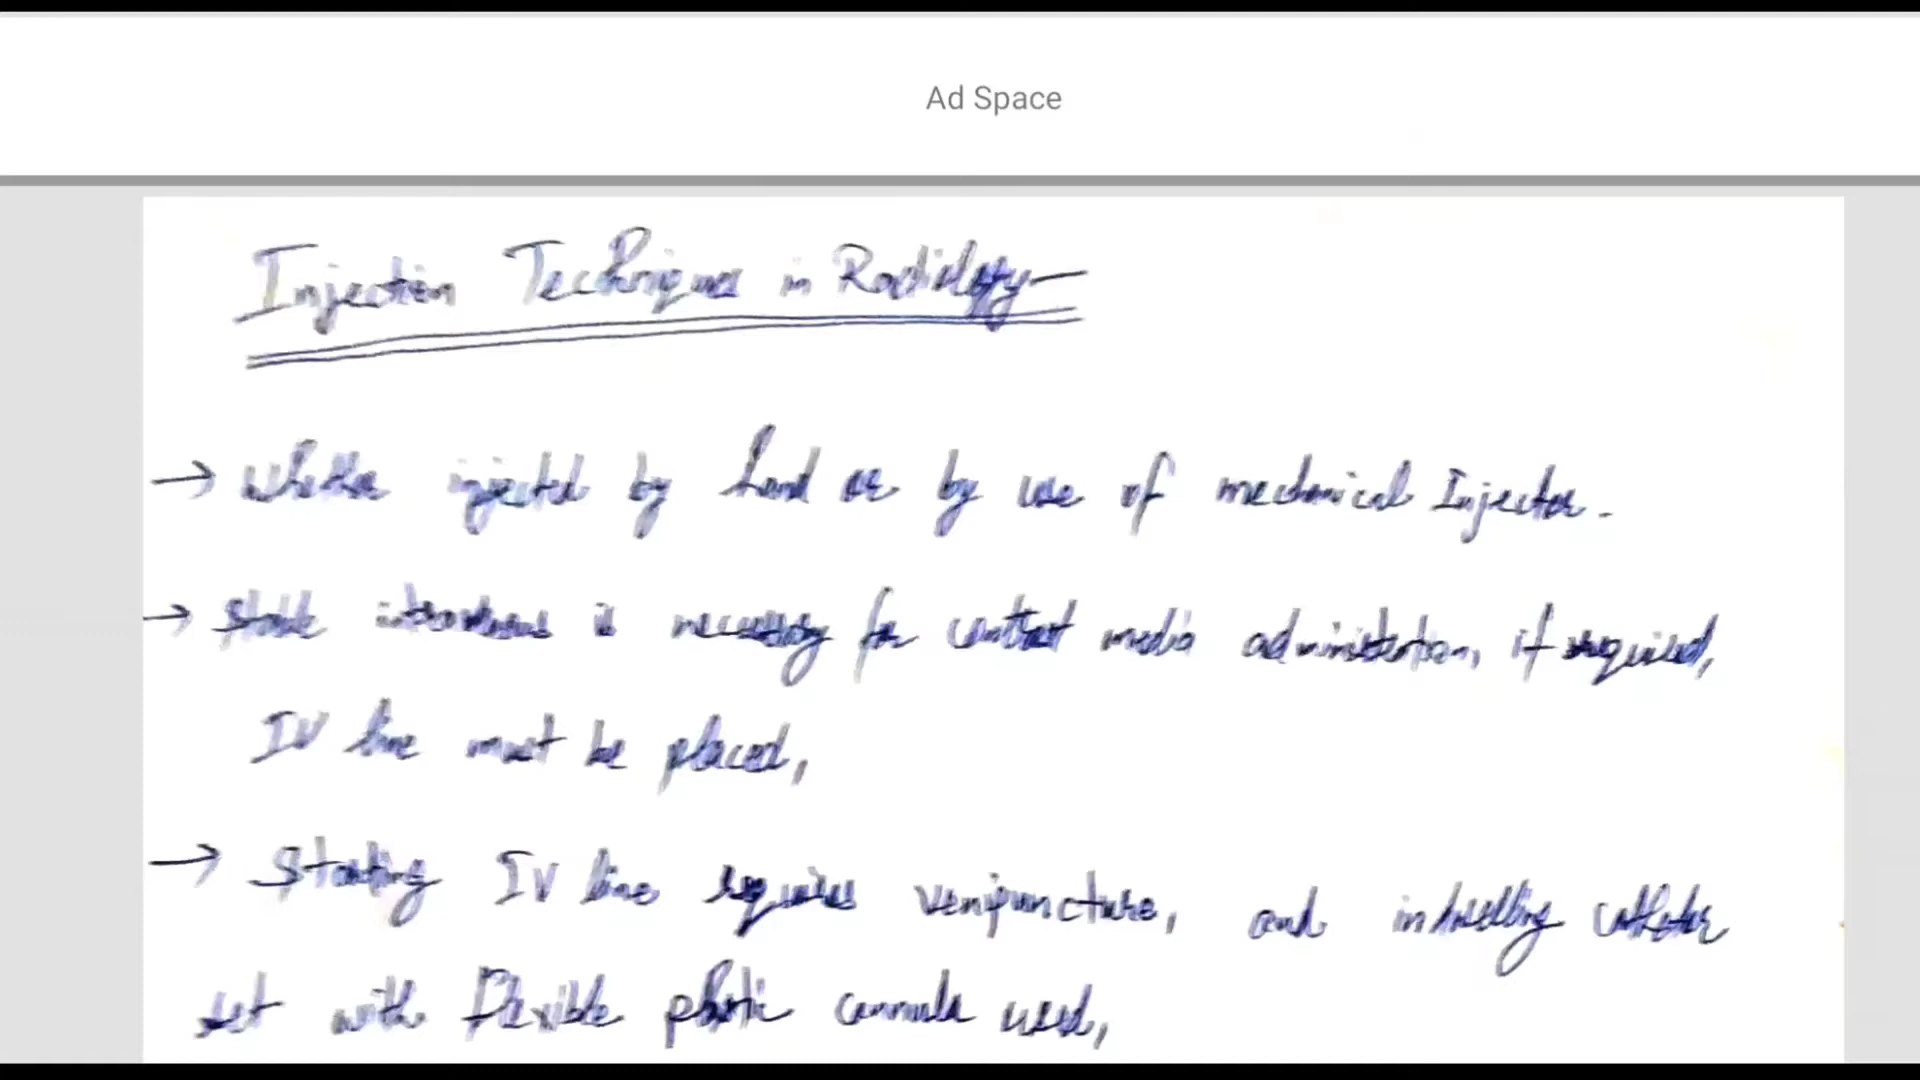 Ad Space
Injection Techniques in Radiology—
→ Whether injected by hand or by use of mechanical Injector.
→ Stable intravenous is necessary for contrast media administration, if required,
IV line must be placed,
→ Starting IV line requires venipuncture, and indwelling catheter
set with flexible plastic cannula used,